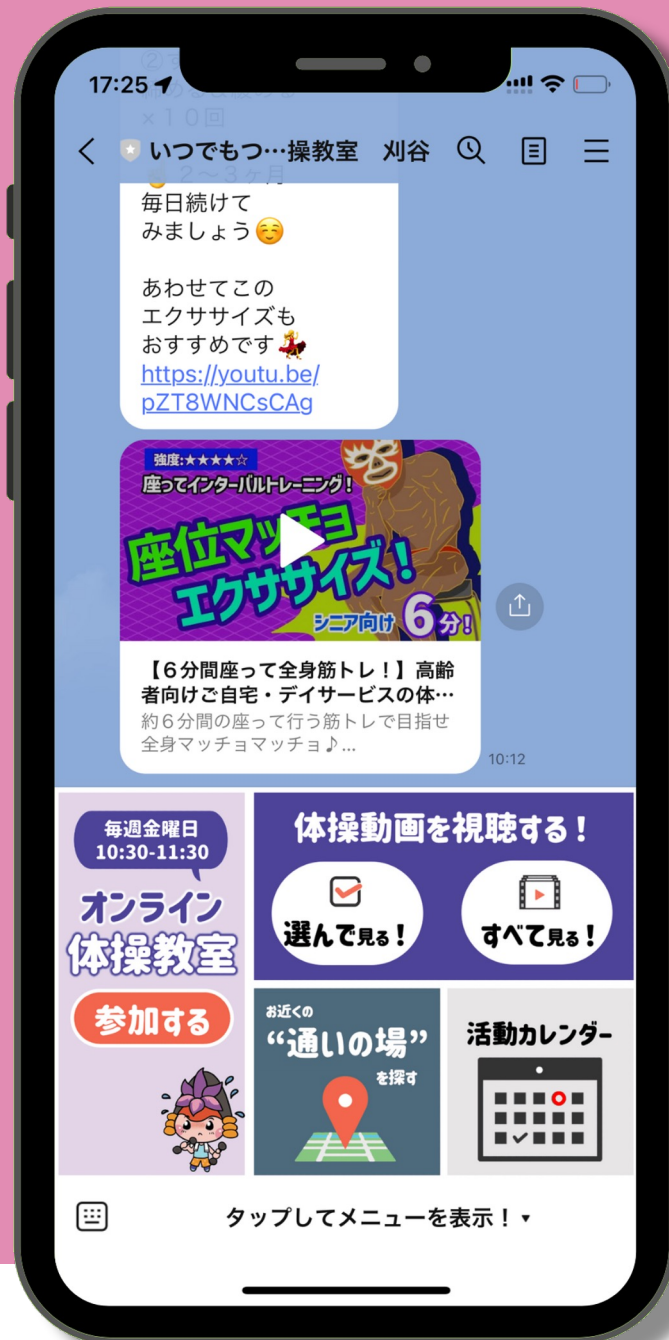 17:25
×10回
いつでもつ…操教室 刈谷
2〜3ヶ月
毎日続けて
みましょう☺️
あわせてこの
エクササイズも
おすすめです💃
https://youtu.be/
pZT8WNCsCAg
強度:★★★★☆
座ってインターバルトレーニング!
座位マッチョ
エクササイズ!
シニア向け 6分!
【6分間座って全身筋トレ!】高齢
者向けご自宅・デイサービスの体…
約6分間の座って行う筋トレで目指せ
全身マッチョマッチョ♪...
10:12
毎週金曜日
10:30-11:30
オンライン
体操教室
参加する
体操動画を視聴する!
選んで見る!
すべて見る!
お近くの
“通いの場”
を探す
活動カレンダー
タップしてメニューを表示!▾